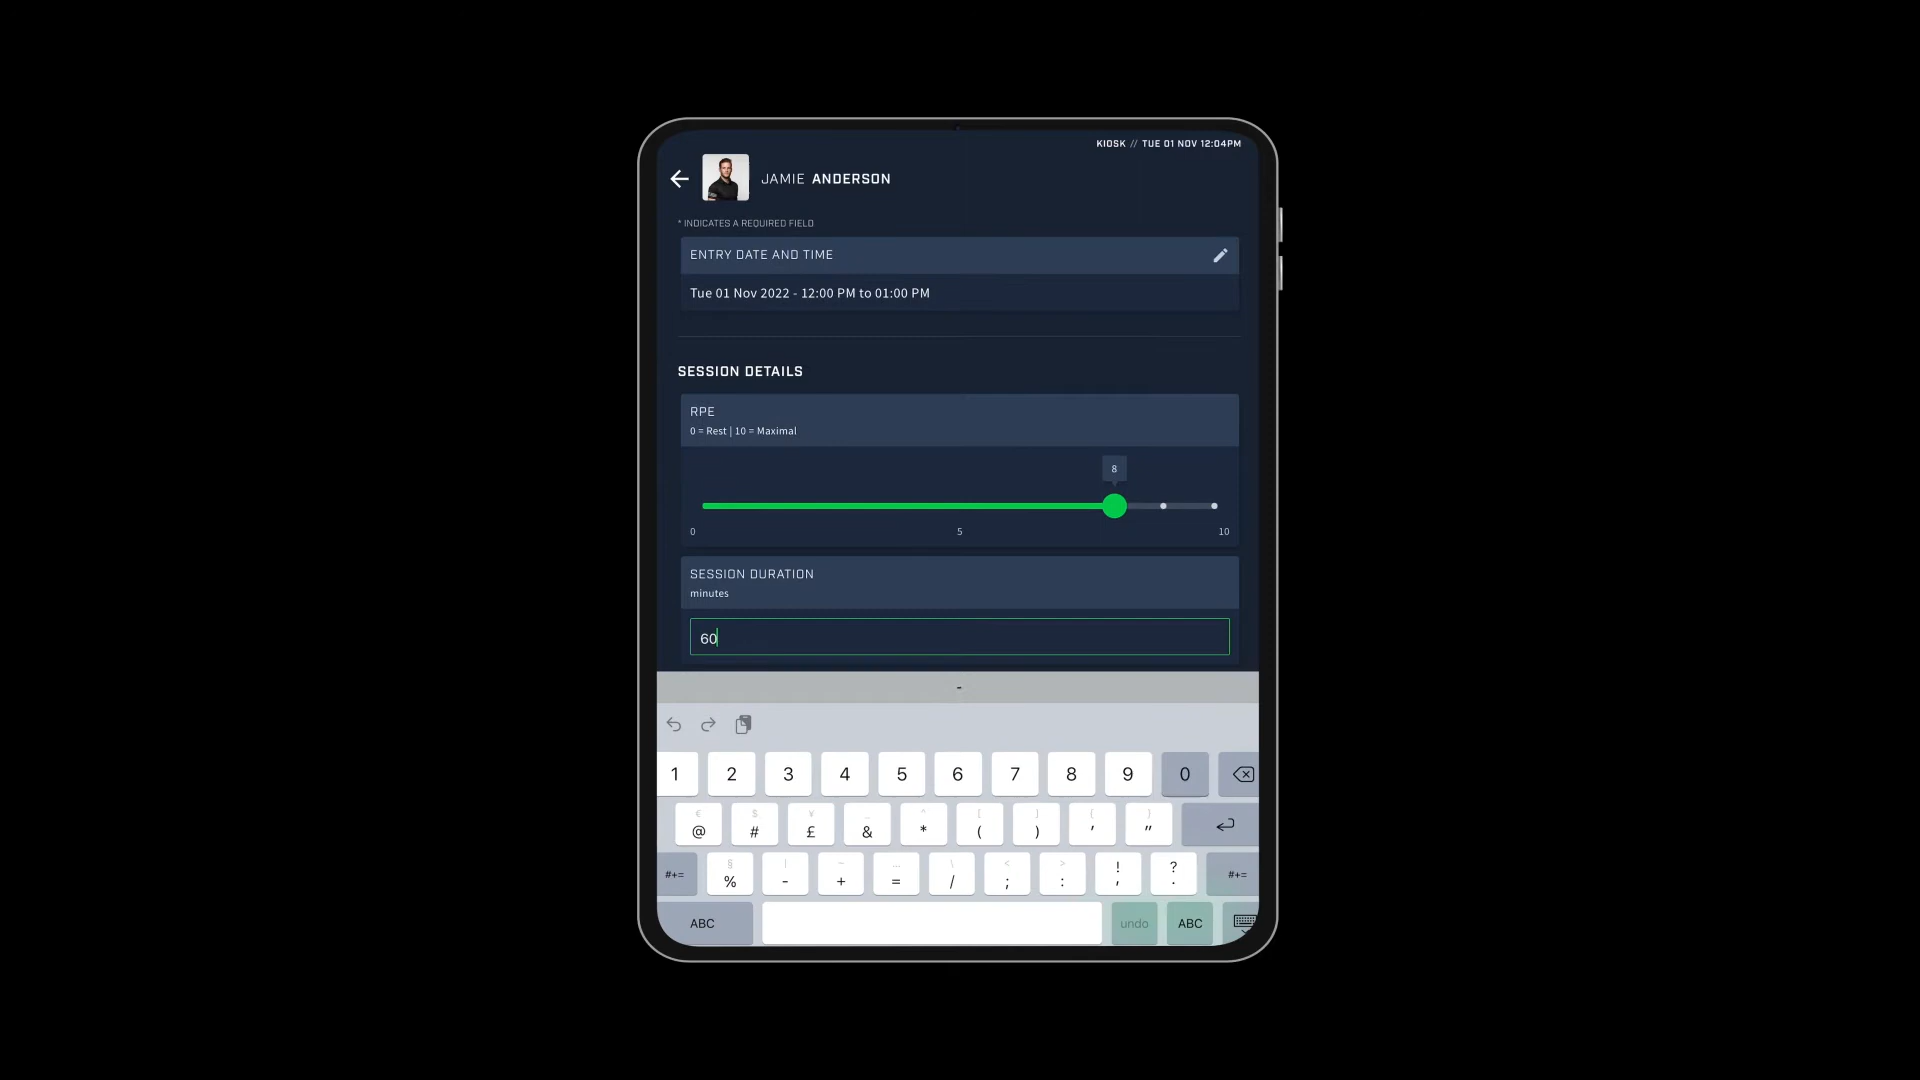 KIOSK // TUE 01 NOV 12:04PM
JAMIE ANDERSON
* INDICATES A REQUIRED FIELD
ENTRY DATE AND TIME
Tue 01 Nov 2022 - 12:00 PM to 01:00 PM
SESSION DETAILS
RPE
0 = Rest | 10 = Maximal
8
0 5 10
SESSION DURATION
minutes
60
-
1 2 3 4 5 6 7 8 9 0
€ $ ¥ _ ^ [ ] { }
@ # £ & * ( ) ' "
§ | ~ … \ < > ! ?
#+= % - + = / ; : , . #+=
ABC undo ABC